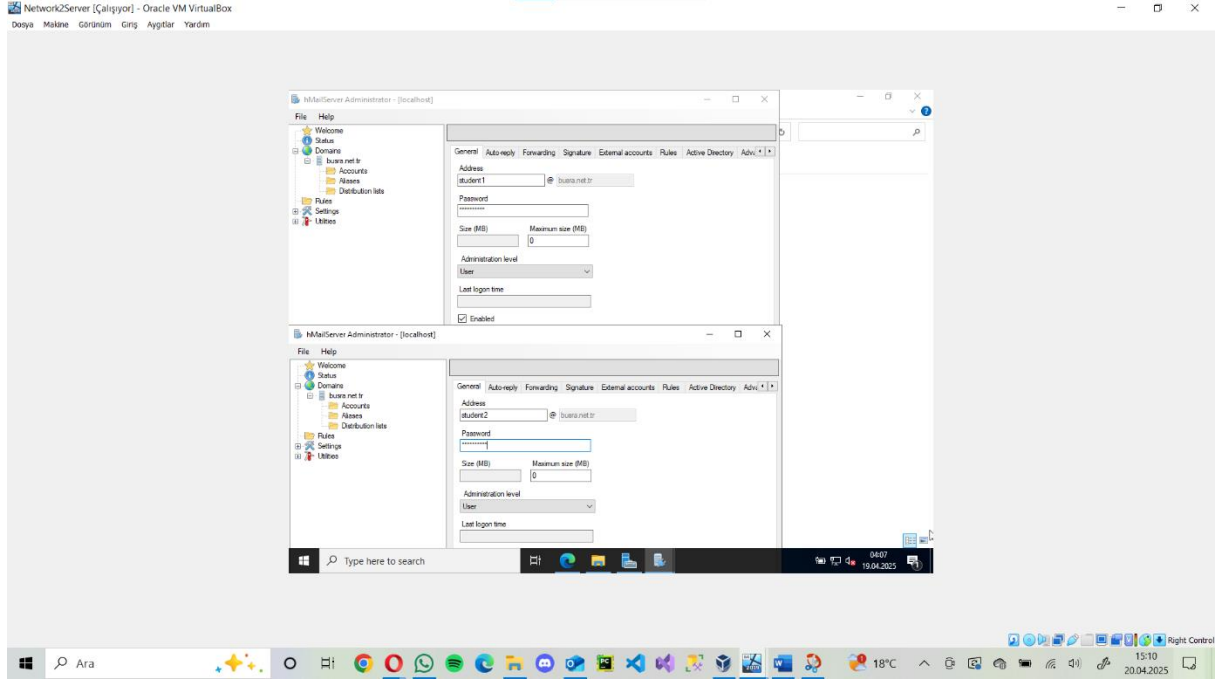 Network2Server [Çalışıyor] - Oracle VM VirtualBox
Dosya Makine Görünüm Giriş Aygıtlar Yardım
hMailServer Administrator - [localhost]
File Help
Welcome
Status
Domains
busra.net.tr
Accounts
Aliases
Distribution lists
Rules
Settings
Utilities
General Auto-reply Forwarding Signature External accounts Rules Active Directory Adva
Address
student1 @ busra.net.tr
Password
**********
Size (MB) Maximum size (MB)
0
Administration level
User
Last logon time
Enabled
hMailServer Administrator - [localhost]
File Help
Welcome
Status
Domains
busra.net.tr
Accounts
Aliases
Distribution lists
Rules
Settings
Utilities
General Auto-reply Forwarding Signature External accounts Rules Active Directory Adva
Address
student2 @ busra.net.tr
Password
**********
Size (MB) Maximum size (MB)
0
Administration level
User
Last logon time
Type here to search
04:07
19.04.2025
Right Control
Ara
18°C
15:10
20.04.2025